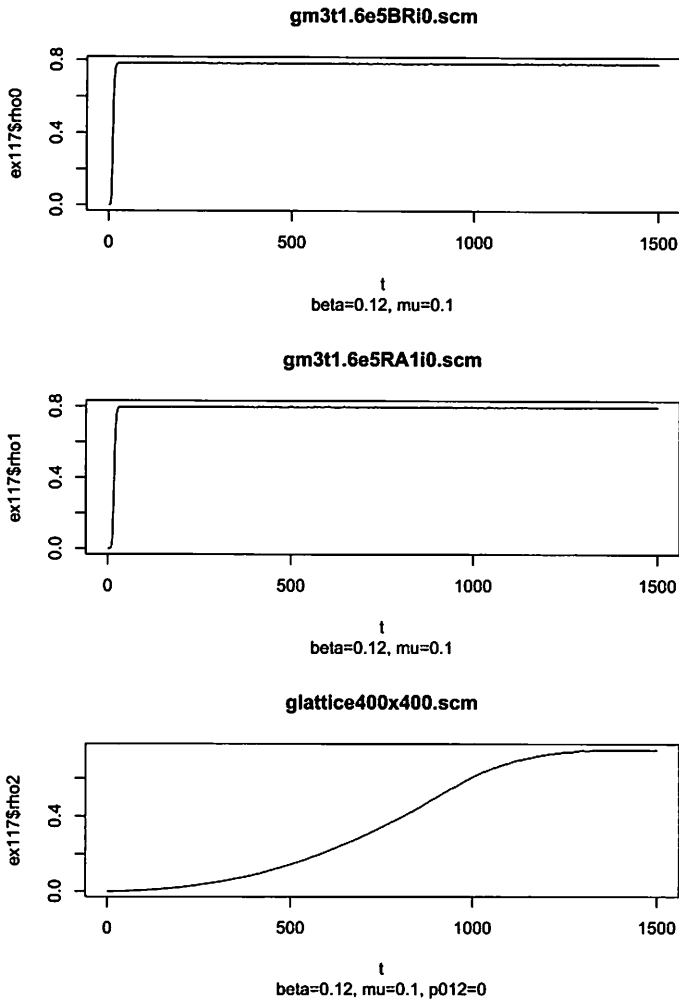 gm3t1.6e5BRi0.scm
ex117$rho0
0.8
0.4
0.0
0 500 1000 1500
t
beta=0.12, mu=0.1
gm3t1.6e5RA1i0.scm
ex117$rho1
0.8
0.4
0.0
0 500 1000 1500
t
beta=0.12, mu=0.1
glattice400x400.scm
ex117$rho2
0.4
0.0
0 500 1000 1500
t
beta=0.12, mu=0.1, p012=0